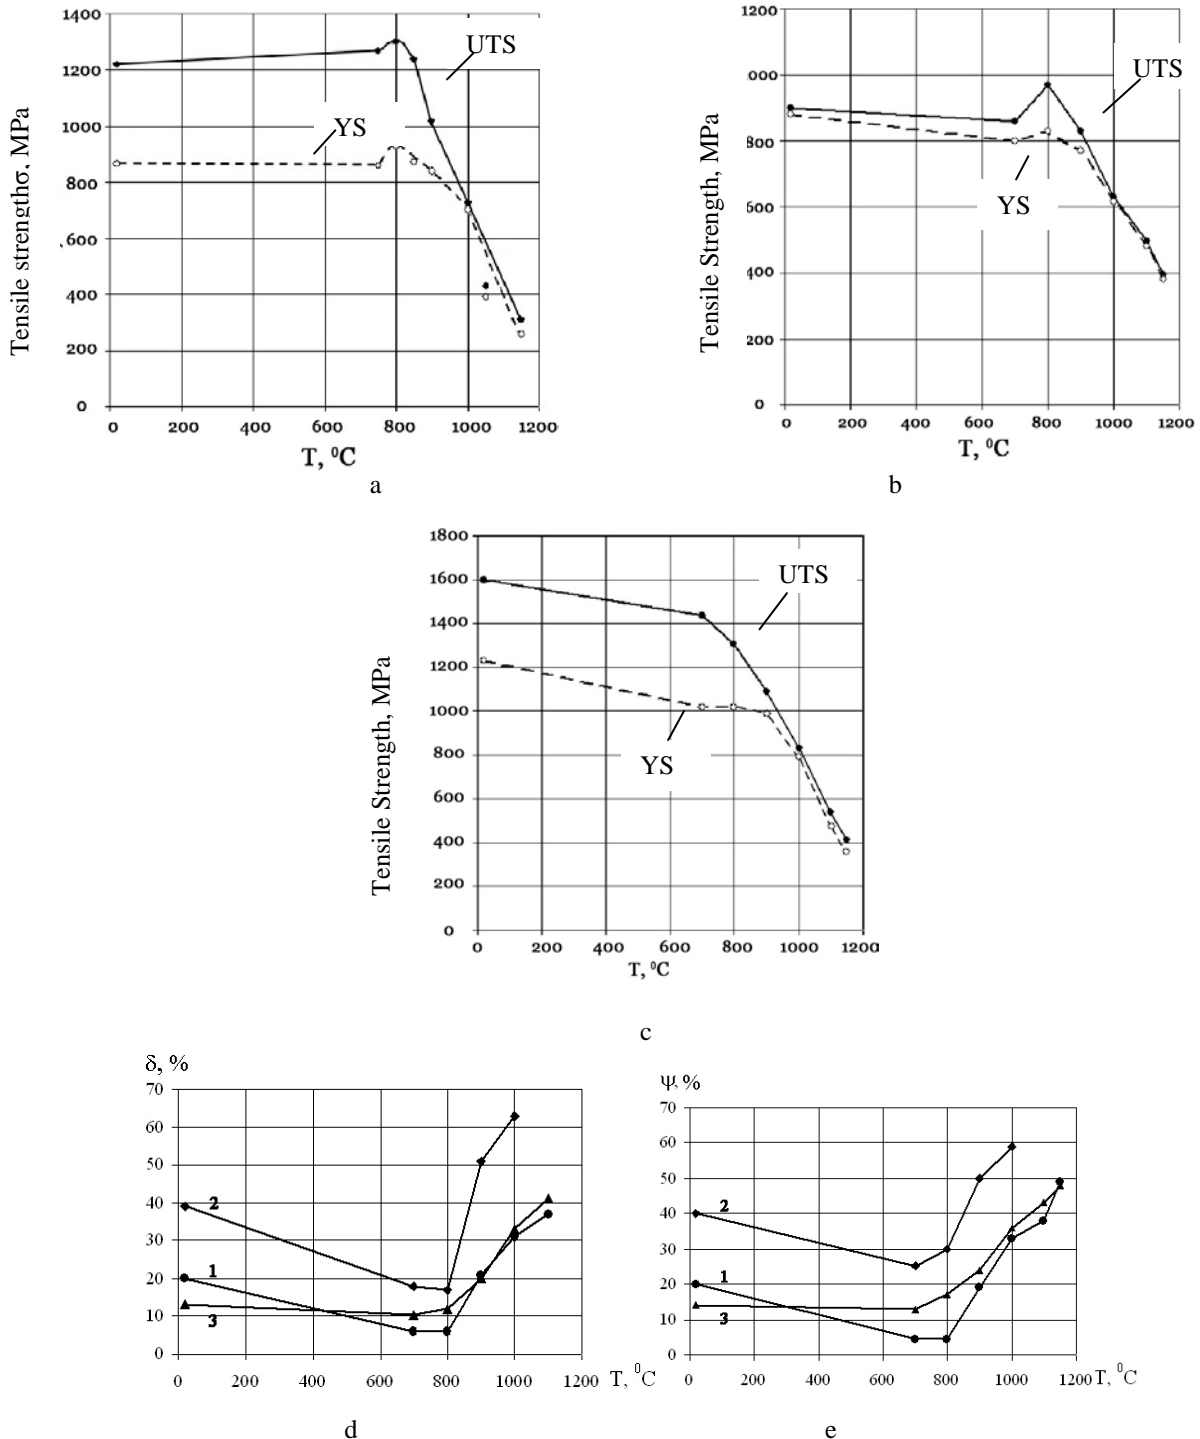 1400
1200
1000
800
600
400
200
0
Tensile strengthσ, MPa
UTS
YS
0 200 400 600 800 1000 1200
T, ⁰C
a
1200
000
800
600
400
200
0
Tensile Strength, MPa
UTS
YS
0 200 400 600 800 1000 1200
T, ⁰C
b
1800
1600
1400
1200
1000
800
600
400
200
0
Tensile Strength, MPa
UTS
YS
0 200 400 600 800 1000 1200
T, ⁰C
c
δ, %
70
60
50
40
30
20
10
0
2
1
3
0 200 400 600 800 1000 1200 T, ⁰C
d
Ψ, %
70
60
50
40
30
20
10
0
2
1
3
0 200 400 600 800 1000 1200 T, ⁰C
e